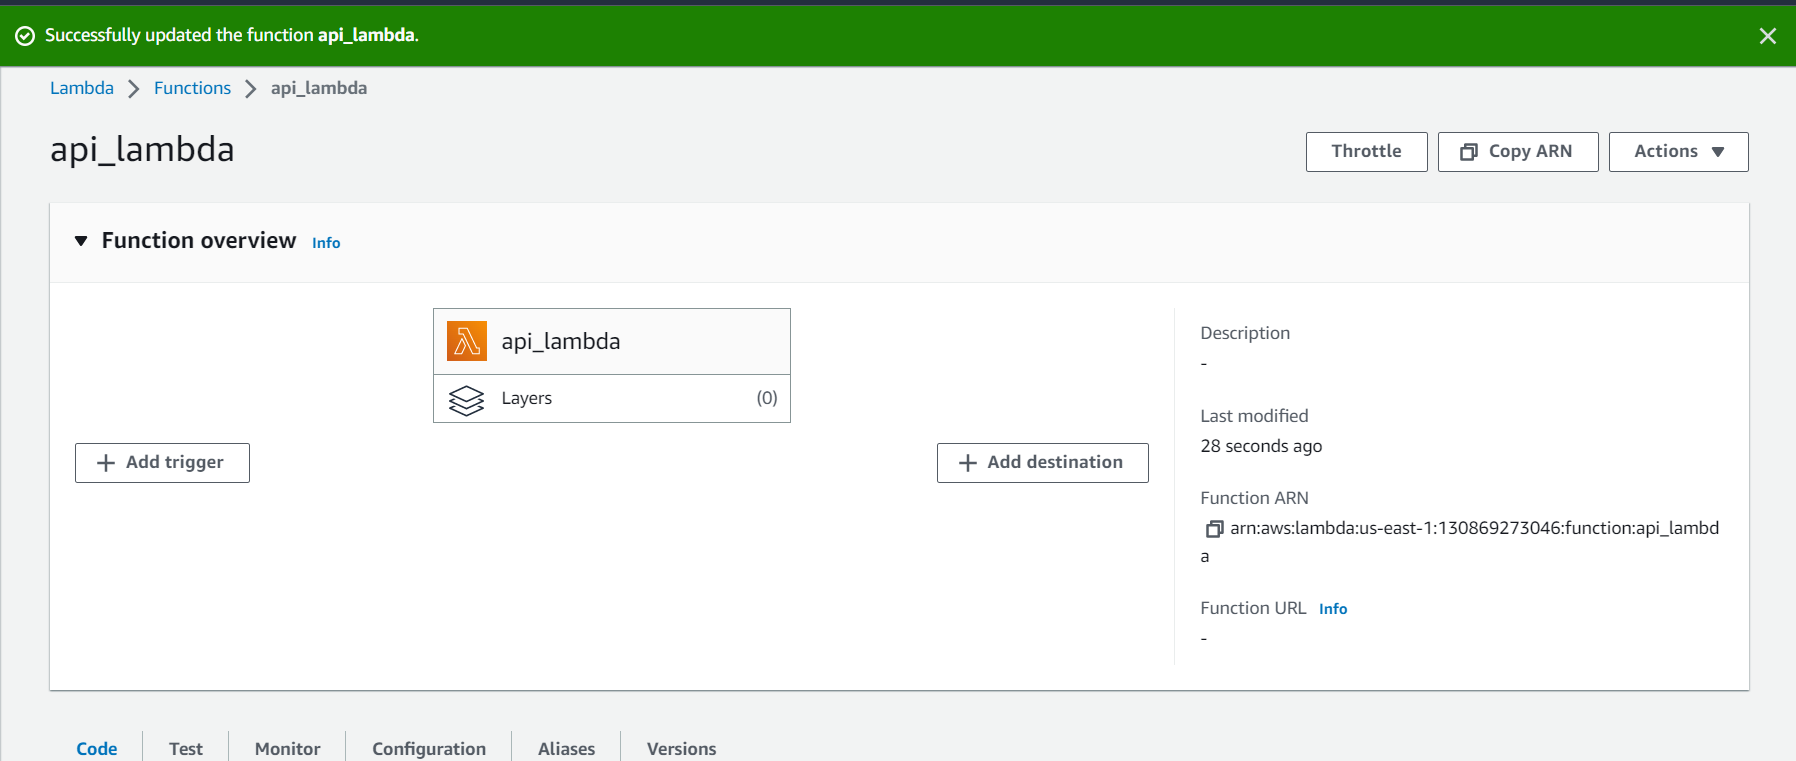 Successfully updated the function api_lambda.
Lambda > Functions > api_lambda
api_lambda
Throttle
Copy ARN
Actions
Function overview Info
api_lambda
Layers (0)
Add trigger
Add destination
Description
-
Last modified
28 seconds ago
Function ARN
arn:aws:lambda:us-east-1:130869273046:function:api_lambd
a
Function URL Info
-
Code Test Monitor Configuration Aliases Versions